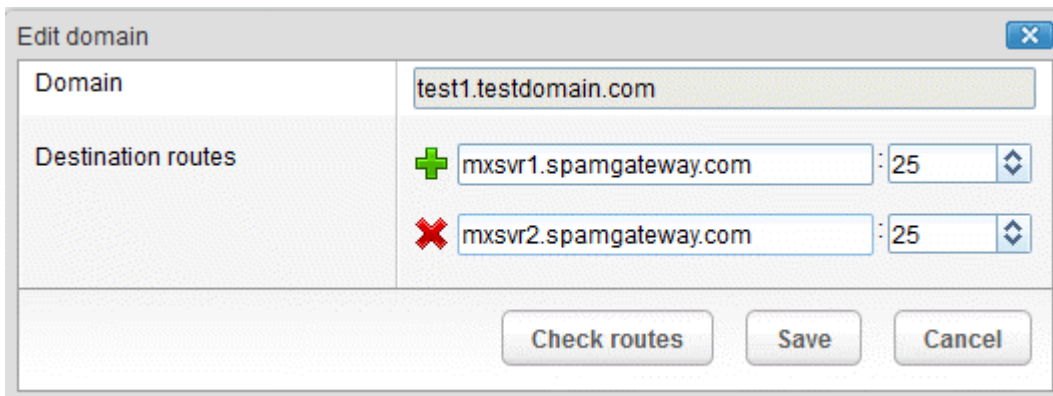 Edit domain
Domain test1.testdomain.com
Destination routes mxsvr1.spamgateway.com : 25
mxsvr2.spamgateway.com : 25
Check routes Save Cancel